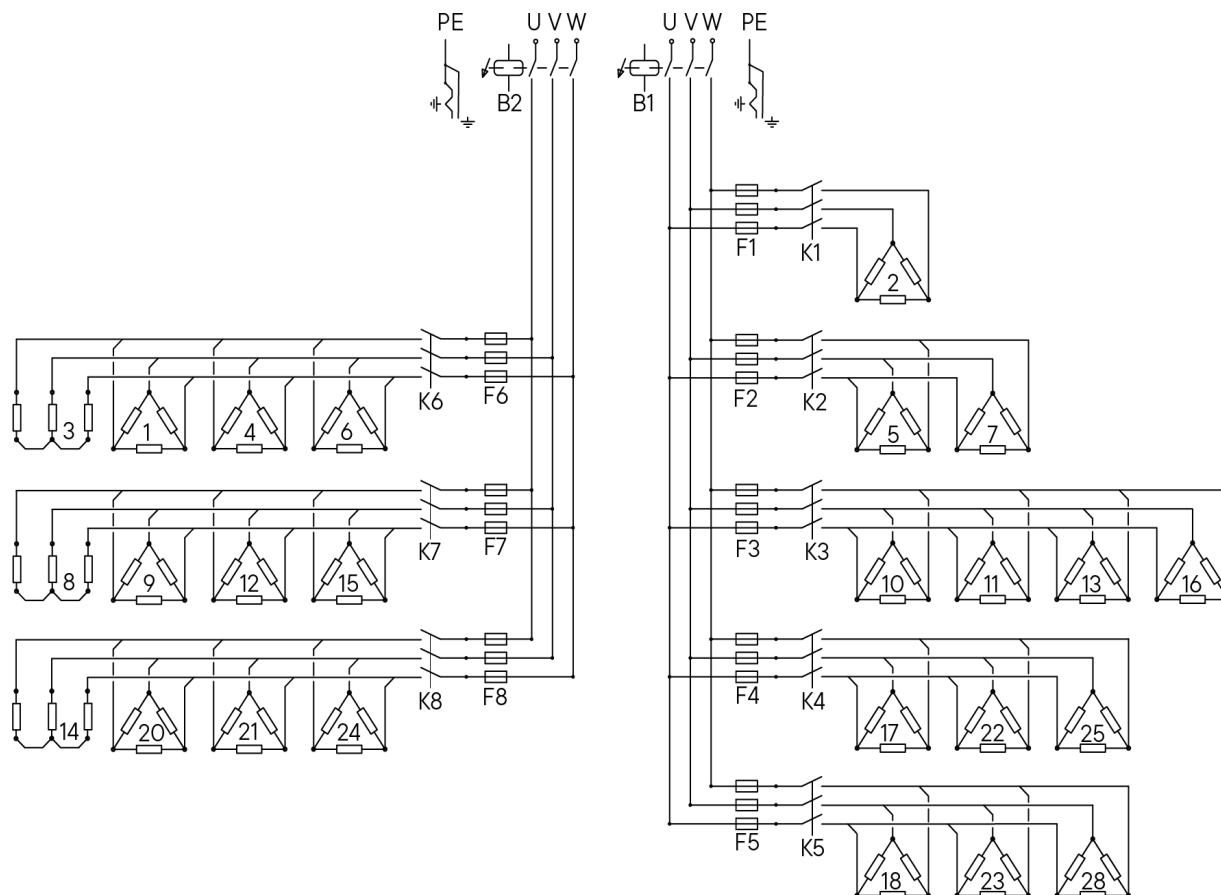 PE U V W U V W PE
B2 B1
F1 K1
2
K6 F6 F2 K2
3 1 4 6 5 7
K7 F7 F3 K3
8 9 12 15 10 11 13 16
K8 F8 F4 K4
14 20 21 24 17 22 25
F5 K5
18 23 28